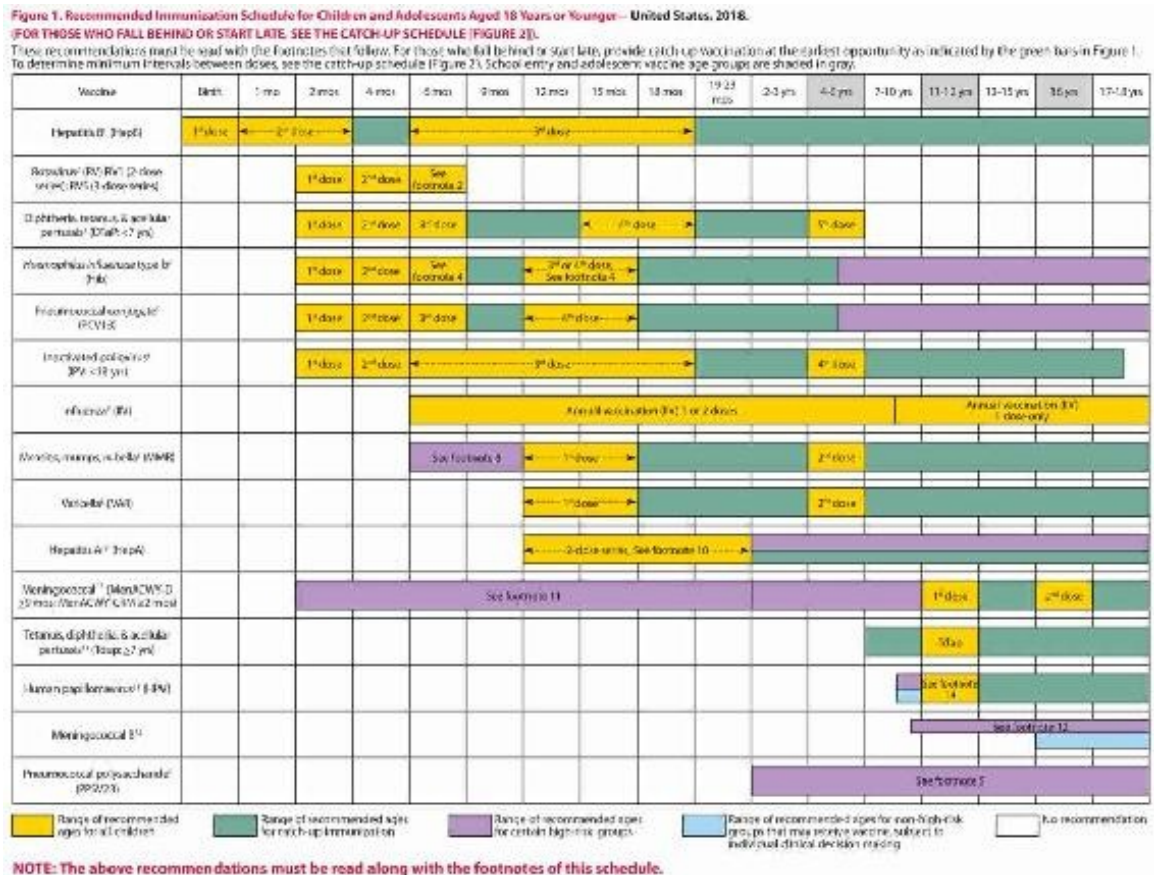 Figure 1. Recommended Immunization Schedule for Children and Adolescents Aged 18 Years or Younger—United States, 2018.
(FOR THOSE WHO FALL BEHIND OR START LATE, SEE THE CATCH-UP SCHEDULE [FIGURE 2]).
These recommendations must be read with the footnotes that follow. For those who fall behind or start late, provide catch-up vaccination at the earliest opportunity as indicated by the green bars in Figure 1.
To determine minimum intervals between doses, see the catch-up schedule (Figure 2). School entry and adolescent vaccine age groups are shaded in gray.
Vaccine Birth 1 mo 2 mos 4 mos 6 mos 9 mos 12 mos 15 mos 18 mos 19-23 mos 2-3 yrs 4-6 yrs 7-10 yrs 11-12 yrs 13-15 yrs 16 yrs 17-18 yrs
Hepatitis B (HepB) 1st dose 2nd dose 3rd dose
Rotavirus² (RV) RV1 (2-dose
series); RV5 (3-dose series) 1st dose 2nd dose See footnote 2
Diphtheria, tetanus, & acellular
pertussis (DTaP: <7 yrs) 1st dose 2nd dose 3rd dose 4th dose 5th dose
Haemophilus influenzae type b
(Hib) 1st dose 2nd dose See footnote 4 3rd or 4th dose, See footnote 4
Pneumococcal conjugate
(PCV13) 1st dose 2nd dose 3rd dose 4th dose
Inactivated poliovirus
(IPV: <18 yrs) 1st dose 2nd dose 3rd dose 4th dose
Influenza (IIV) Annual vaccination (IIV) 1 or 2 doses Annual vaccination (IIV) 1 dose only
Measles, mumps, rubella (MMR) See footnote 8 1st dose 2nd dose
Varicella (VAR) 1st dose 2nd dose
Hepatitis A (HepA) 2-dose series, See footnote 10
Meningococcal (MenACWY-D
≥9 mos; MenACWY-CRM ≥2 mos) See footnote 11 1st dose 2nd dose
Tetanus, diphtheria, & acellular
pertussis (Tdap: ≥7 yrs) Tdap
Human papillomavirus (HPV) See footnote 14
Meningococcal B See footnote 12
Pneumococcal polysaccharide
(PPSV23) See footnote 5
Range of recommended ages for all children
Range of recommended ages for catch-up immunization
Range of recommended ages for certain high-risk groups
Range of recommended ages for non-high-risk groups that may receive vaccine, subject to individual clinical decision making
No recommendation
NOTE: The above recommendations must be read along with the footnotes of this schedule.